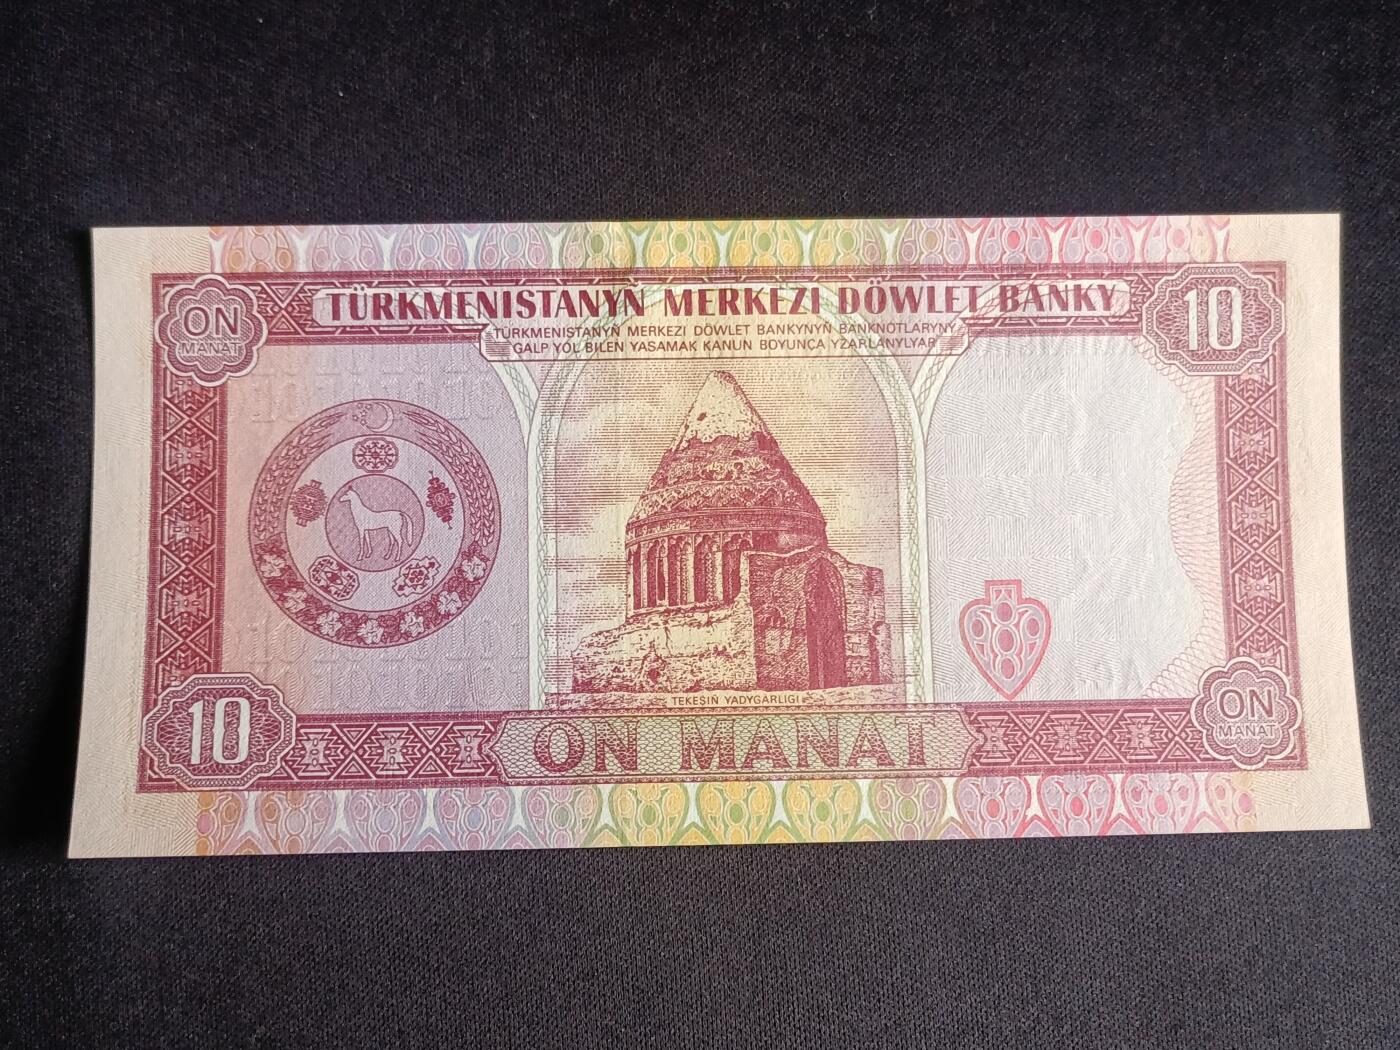 TÜRKMENISTANYŇ MERKEZI DÖWLET BANKY
10
ON
MANAT
TÜRKMENISTANYŇ MERKEZI DÖWLET BANKYNYŇ BANKNOTLARYNY
GALP ÝOL BILEN ÝASAMAK KANUN BOÝUNÇA YZARLANYLÝAR
TEKEŞIŇ ÝADYGÄRLIGI
10
ON MANAT
ON
MANAT